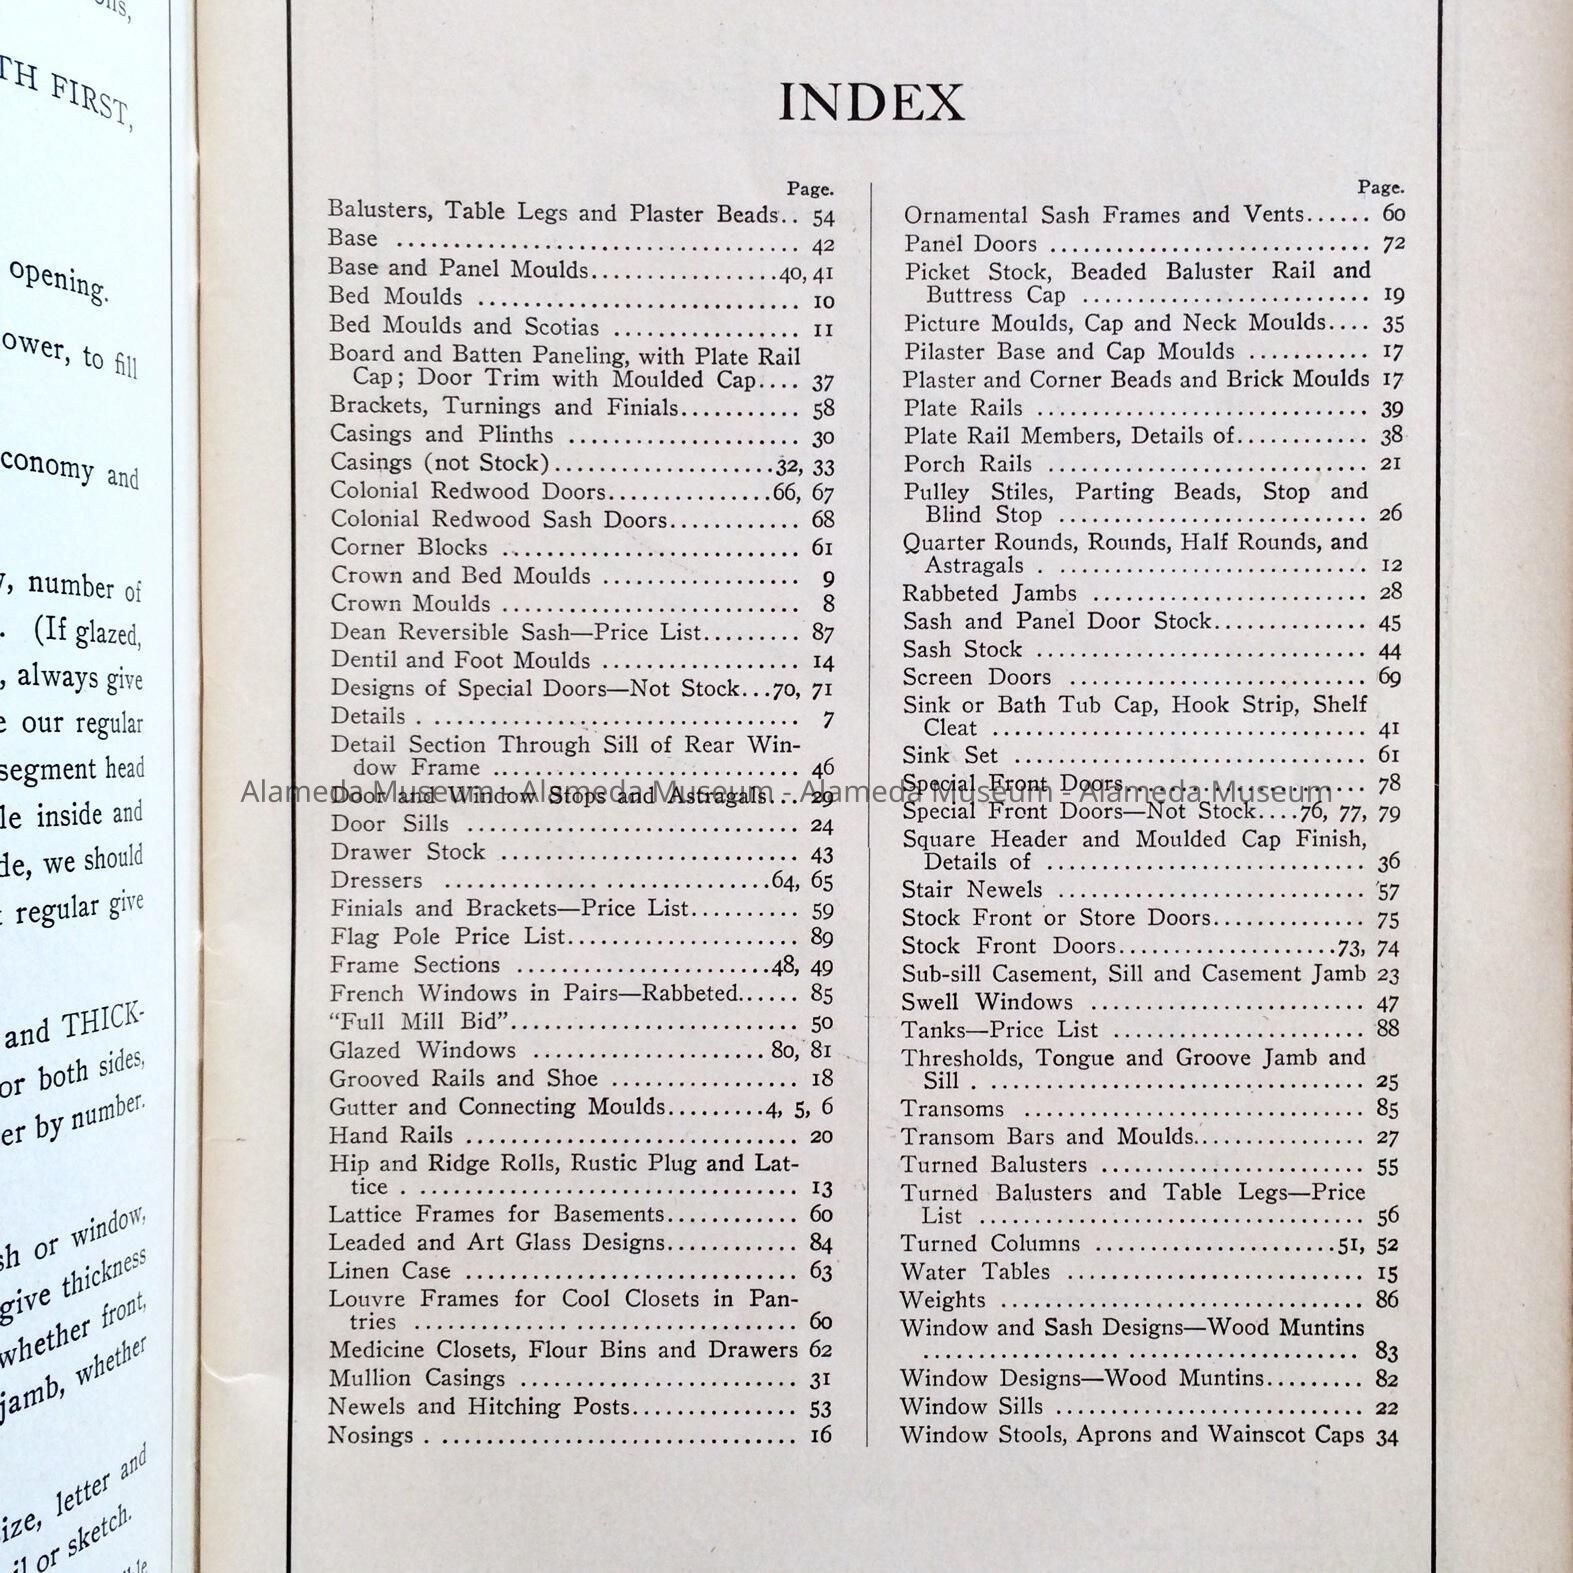 TH FIRST,
opening.
ower, to fill
conomy and
number of
(If glazed,
always give
our regular
segment head
le inside and
de, we should
regular give
and THICK-
or both sides,
er by number.
sh or window,
give thickness
whether front,
jamb, whether
ize, letter and
il or sketch.
INDEX
Page.
Balusters, Table Legs and Plaster Beads.. 54
Base .................................. 42
Base and Panel Moulds................40, 41
Bed Moulds ............................ 10
Bed Moulds and Scotias ................ 11
Board and Batten Paneling, with Plate Rail
Cap; Door Trim with Moulded Cap.... 37
Brackets, Turnings and Finials........... 58
Casings and Plinths .................... 30
Casings (not Stock)...................32, 33
Colonial Redwood Doors..............66, 67
Colonial Redwood Sash Doors............ 68
Corner Blocks .......................... 61
Crown and Bed Moulds .................. 9
Crown Moulds .......................... 8
Dean Reversible Sash—Price List......... 87
Dentil and Foot Moulds .................. 14
Designs of Special Doors—Not Stock...70, 71
Details . ................................ 7
Detail Section Through Sill of Rear Win-
dow Frame ........................... 46
Door and Window Stops and Astragals... 29
Door Sills ............................. 24
Drawer Stock .......................... 43
Dressers .............................64, 65
Finials and Brackets—Price List.......... 59
Flag Pole Price List..................... 89
Frame Sections ......................48, 49
French Windows in Pairs—Rabbeted...... 85
“Full Mill Bid”......................... 50
Glazed Windows .................... 80, 81
Grooved Rails and Shoe ................. 18
Gutter and Connecting Moulds.........4, 5, 6
Hand Rails ............................. 20
Hip and Ridge Rolls, Rustic Plug and Lat-
tice . .................................. 13
Lattice Frames for Basements............ 60
Leaded and Art Glass Designs............ 84
Linen Case ............................. 63
Louvre Frames for Cool Closets in Pan-
tries .................................. 60
Medicine Closets, Flour Bins and Drawers 62
Mullion Casings ........................ 31
Newels and Hitching Posts............... 53
Nosings . ............................... 16
Page.
Ornamental Sash Frames and Vents...... 60
Panel Doors ............................ 72
Picket Stock, Beaded Baluster Rail and
Buttress Cap ......................... 19
Picture Moulds, Cap and Neck Moulds.... 35
Pilaster Base and Cap Moulds ........... 17
Plaster and Corner Beads and Brick Moulds 17
Plate Rails ............................. 39
Plate Rail Members, Details of............ 38
Porch Rails ............................ 21
Pulley Stiles, Parting Beads, Stop and
Blind Stop ........................... 26
Quarter Rounds, Rounds, Half Rounds, and
Astragals . ............................ 12
Rabbeted Jambs ........................ 28
Sash and Panel Door Stock.............. 45
Sash Stock ............................. 44
Screen Doors .......................... 69
Sink or Bath Tub Cap, Hook Strip, Shelf
Cleat ................................. 41
Sink Set ............................... 61
Special Front Doors..................... 78
Special Front Doors—Not Stock....76, 77, 79
Square Header and Moulded Cap Finish,
Details of ............................ 36
Stair Newels ........................... 57
Stock Front or Store Doors.............. 75
Stock Front Doors...................73, 74
Sub-sill Casement, Sill and Casement Jamb 23
Swell Windows ........................ 47
Tanks—Price List ...................... 88
Thresholds, Tongue and Groove Jamb and
Sill . ................................. 25
Transoms .............................. 85
Transom Bars and Moulds............... 27
Turned Balusters ....................... 55
Turned Balusters and Table Legs—Price
List .................................. 56
Turned Columns .....................51, 52
Water Tables .......................... 15
Weights ................................ 86
Window and Sash Designs—Wood Muntins
....................................... 83
Window Designs—Wood Muntins......... 82
Window Sills ........................... 22
Window Stools, Aprons and Wainscot Caps 34
Alameda Museum - Alameda Museum - Alameda Museum - Alameda Museum